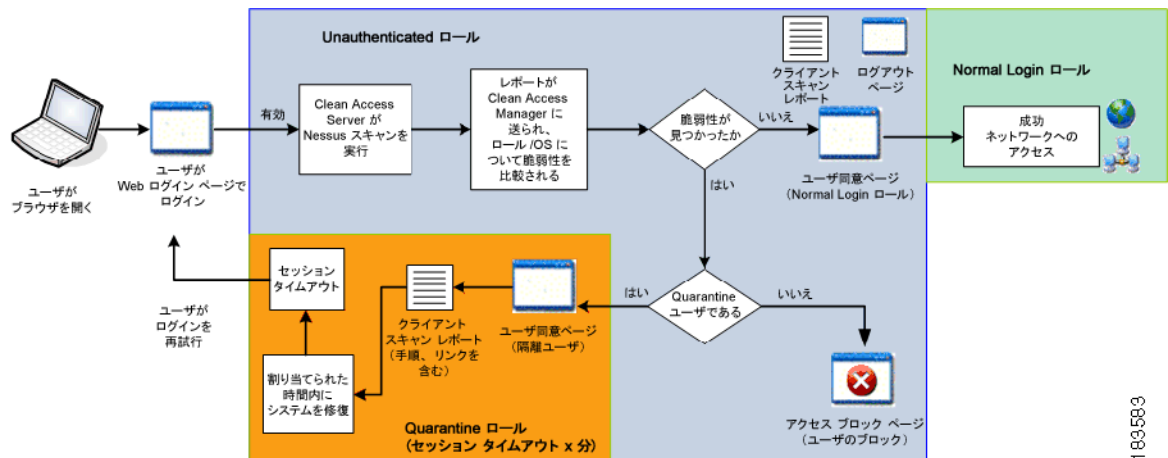 Unauthenticated ロール
クライアント
スキャン
レポート
ログアウト
ページ
Normal Login ロール
ユーザが
ブラウザを開く
ユーザが
Web ログイン ページで
ログイン
有効
Clean Access
Server が
Nessus スキャンを
実行
レポートが
Clean Access
Manager に
送られ、
ロール /OS に
ついて脆弱性を
比較される
脆弱性が
見つかったか
いいえ
ユーザ同意ページ
(Normal Login ロール)
成功
ネットワークへの
アクセス
はい
Quarantine
ユーザである
いいえ
はい
アクセス ブロック ページ
(ユーザのブロック)
ユーザ同意ページ
(隔離ユーザ)
クライアント
スキャン レポート
(手順、リンクを
含む)
割り当てられた
時間内に
システムを修復
セッション
タイムアウト
ユーザが
ログインを
再試行
Quarantine ロール
(セッション タイムアウト x 分)
183583